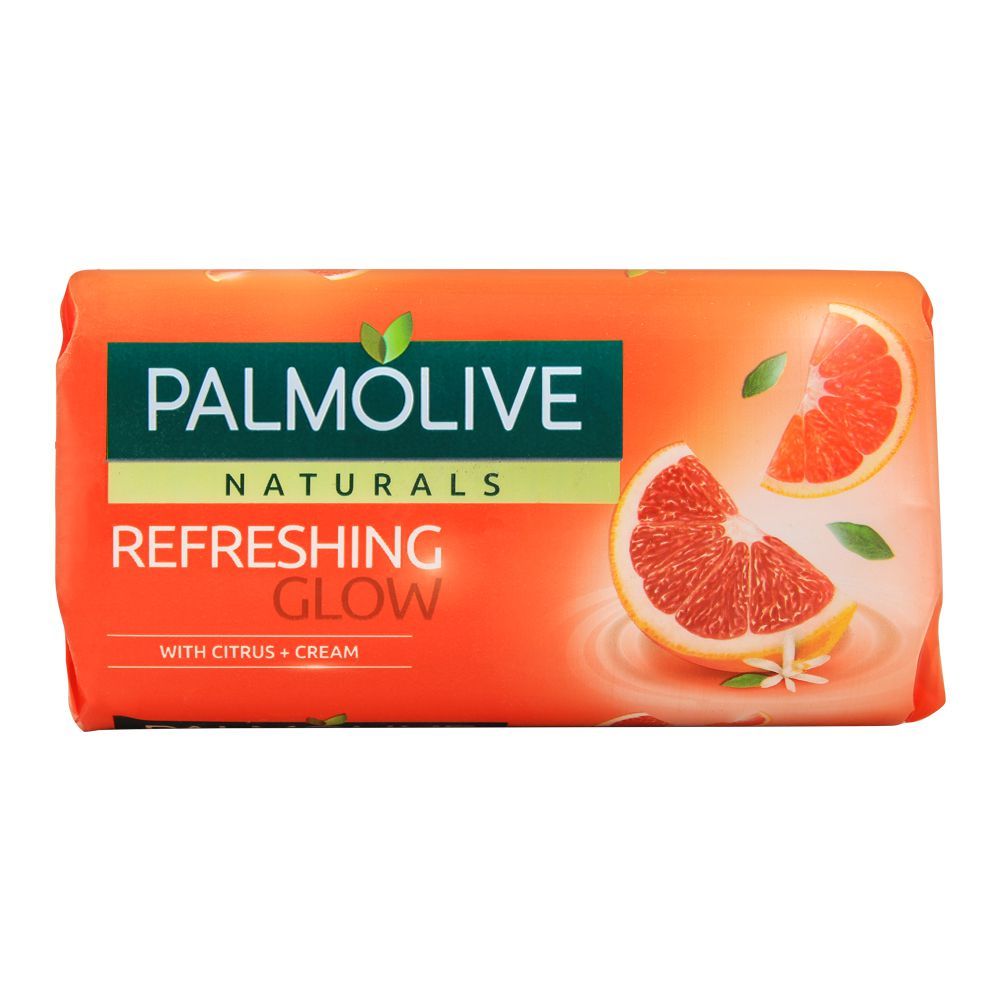 PALMOLIVE
NATURALS
REFRESHING
GLOW
WITH CITRUS + CREAM